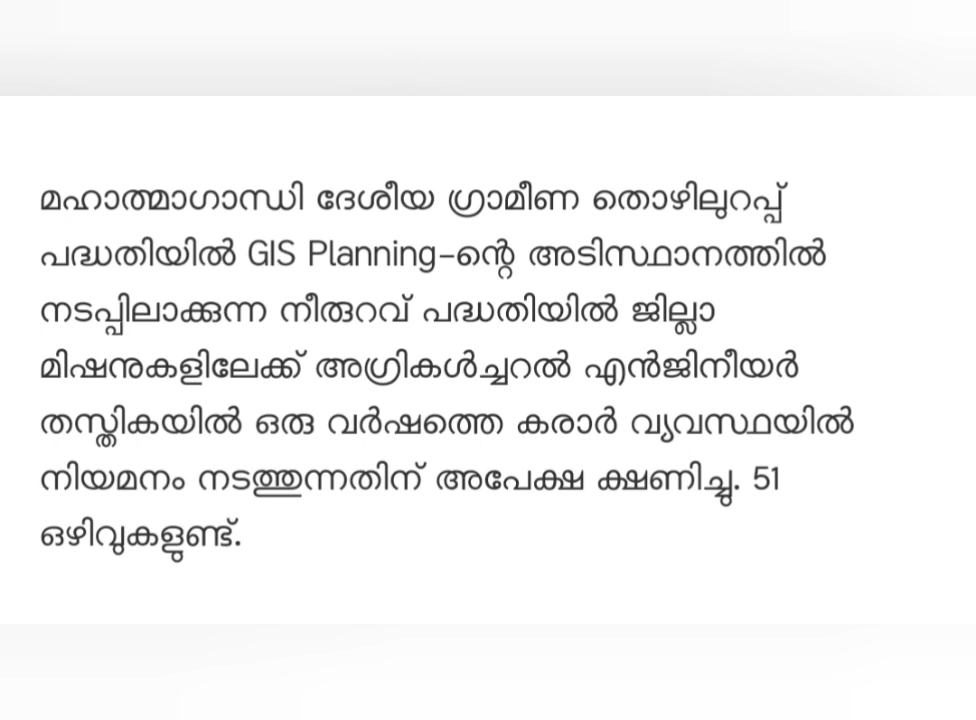 മഹാത്മാഗാന്ധി ദേശീയ ഗ്രാമീണ തൊഴിലുറപ്പ്
പദ്ധതിയിൽ GIS Planning-ന്റെ അടിസ്ഥാനത്തിൽ
നടപ്പിലാക്കുന്ന നീരുറവ് പദ്ധതിയിൽ ജില്ലാ
മിഷനുകളിലേക്ക് അഗ്രികൾച്ചറൽ എൻജിനീയർ
തസ്തികയിൽ ഒരു വർഷത്തെ കരാർ വ്യവസ്ഥയിൽ
നിയമനം നടത്തുന്നതിന് അപേക്ഷ ക്ഷണിച്ചു. 51
ഒഴിവുകളുണ്ട്.